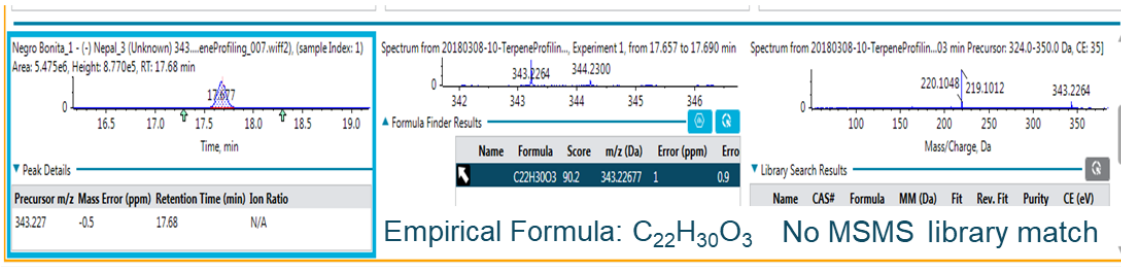 Negro Bonita_1 - (-) Nepal_3 (Unknown) 343....eneProfiling_007.wiff2), (sample Index: 1)
Area: 5.475e6, Height: 8.770e5, RT: 17.68 min
17.677
0
16.5 17.0 17.5 18.0 18.5 19.0
Time, min
Peak Details
Precursor m/z Mass Error (ppm) Retention Time (min) Ion Ratio
343.227 -0.5 17.68 N/A
Spectrum from 20180308-10-TerpeneProfilin..., Experiment 1, from 17.657 to 17.690 min
343.2264 344.2300
0
342 343 344 345 346
Formula Finder Results
Name Formula Score m/z (Da) Error (ppm) Erro
C22H30O3 90.2 343.22677 1 0.9
Empirical Formula: C₂₂H₃₀O₃
Spectrum from 20180308-10-TerpeneProfilin...03 min Precursor: 324.0-350.0 Da, CE: 35]
220.1048 219.1012 343.2264
0
100 150 200 250 300 350
Mass/Charge, Da
Library Search Results
Name CAS# Formula MM (Da) Fit Rev. Fit Purity CE (eV)
No MSMS library match